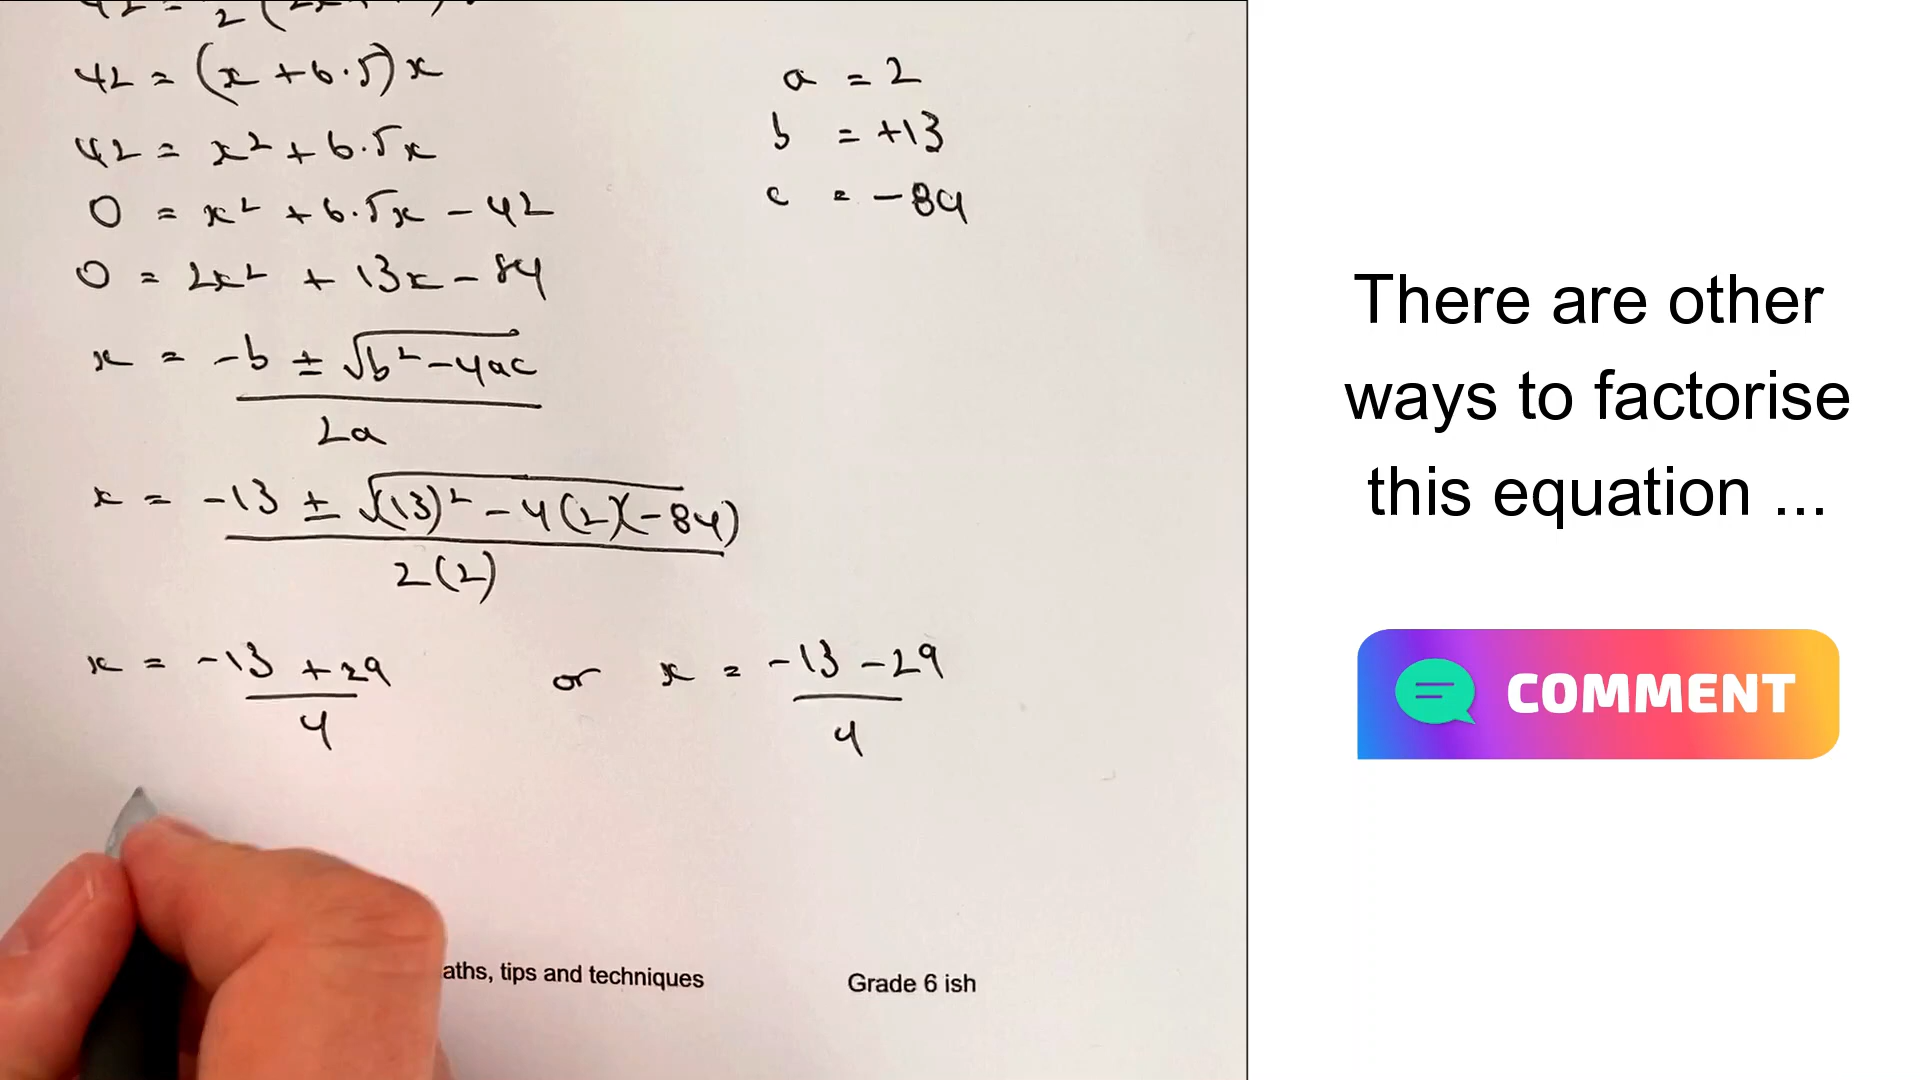 42 = (x + 6.5) x
42 = x² + 6.5x
0 = x² + 6.5x - 42
0 = 2x² + 13x - 84
x = -b ± √b² - 4ac
2a
x = -13 ± √(13)² - 4(2)(-84)
2(2)
x = -13 + 29 or x = -13 - 29
4 4
a = 2
b = +13
c = -84
aths, tips and techniques
Grade 6 ish
There are other
ways to factorise
this equation ...
COMMENT